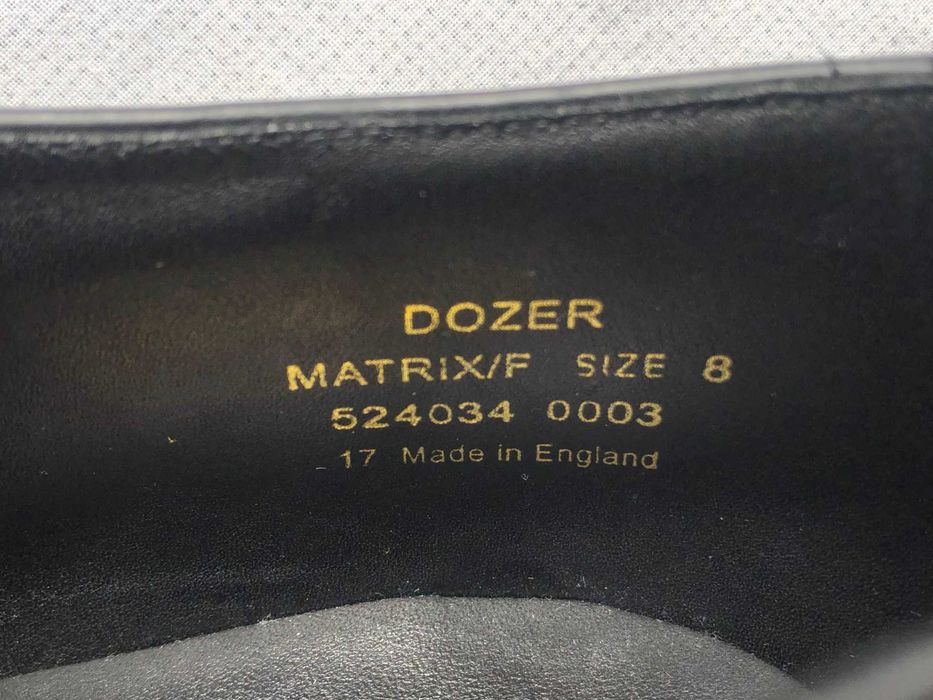 DOZER
MATRIX/F SIZE 8
524034 0003
17 Made in England